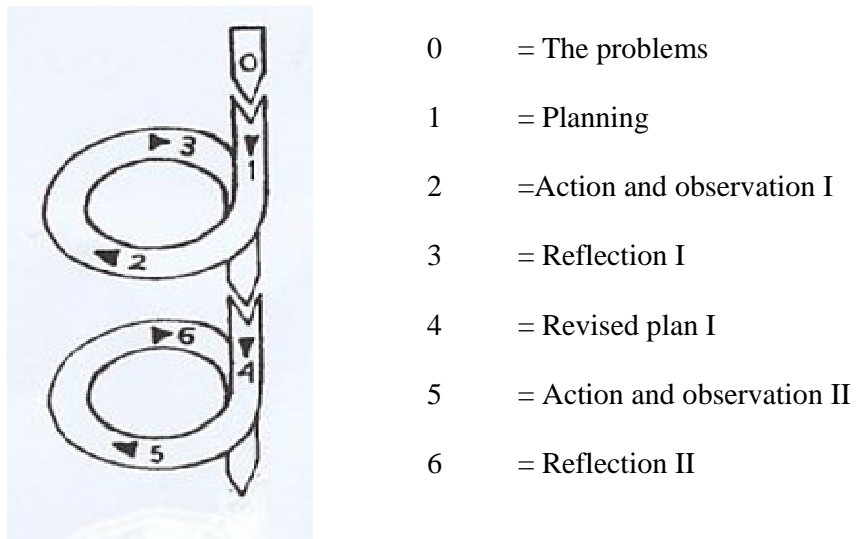 0
3
1
2
6
4
5
0 = The problems
1 = Planning
2 =Action and observation I
3 = Reflection I
4 = Revised plan I
5 = Action and observation II
6 = Reflection II